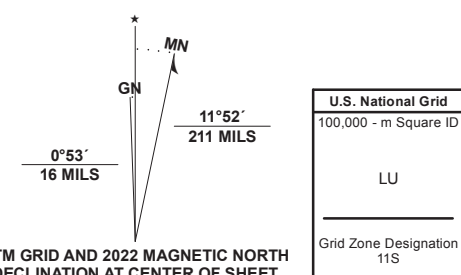 ★
MN
GN
11°52´
211 MILS
0°53´
16 MILS
TM GRID AND 2022 MAGNETIC NORTH
DECLINATION AT CENTER OF SHEET
U.S. National Grid
100,000 - m Square ID
LU
Grid Zone Designation
11S